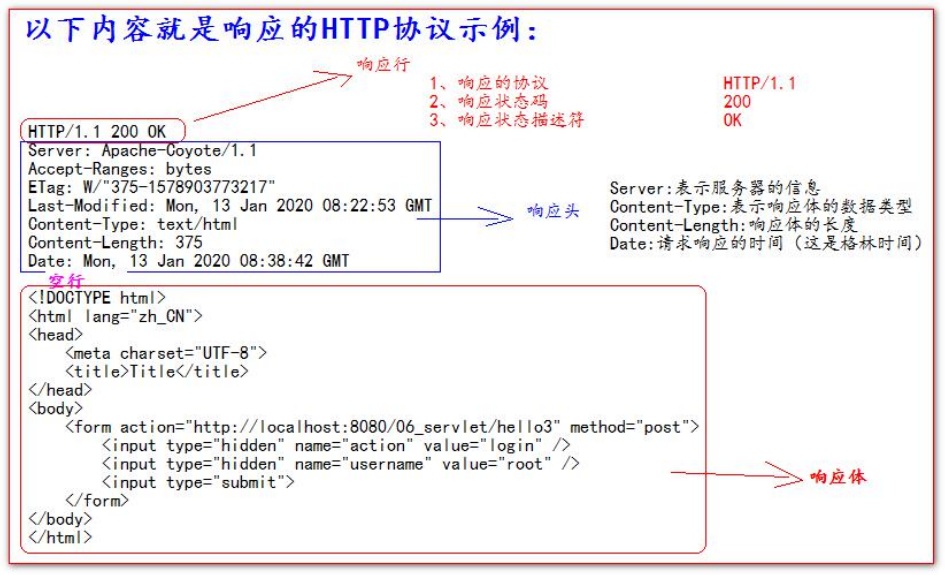 以下内容就是响应的HTTP协议示例：
响应行
1、响应的协议 HTTP/1.1
2、响应状态码 200
3、响应状态描述符 OK
HTTP/1.1 200 OK
Server: Apache-Coyote/1.1
Accept-Ranges: bytes
ETag: W/"375-1578903773217"
Last-Modified: Mon, 13 Jan 2020 08:22:53 GMT
Content-Type: text/html
Content-Length: 375
Date: Mon, 13 Jan 2020 08:38:42 GMT
响应头
Server:表示服务器的信息
Content-Type:表示响应体的数据类型
Content-Length:响应体的长度
Date:请求响应的时间（这是格林时间）
空行
<!DOCTYPE html>
<html lang="zh_CN">
<head>
    <meta charset="UTF-8">
    <title>Title</title>
</head>
<body>
    <form action="http://localhost:8080/06_servlet/hello3" method="post">
        <input type="hidden" name="action" value="login" />
        <input type="hidden" name="username" value="root" />
        <input type="submit">
    </form>
</body>
</html>
响应体